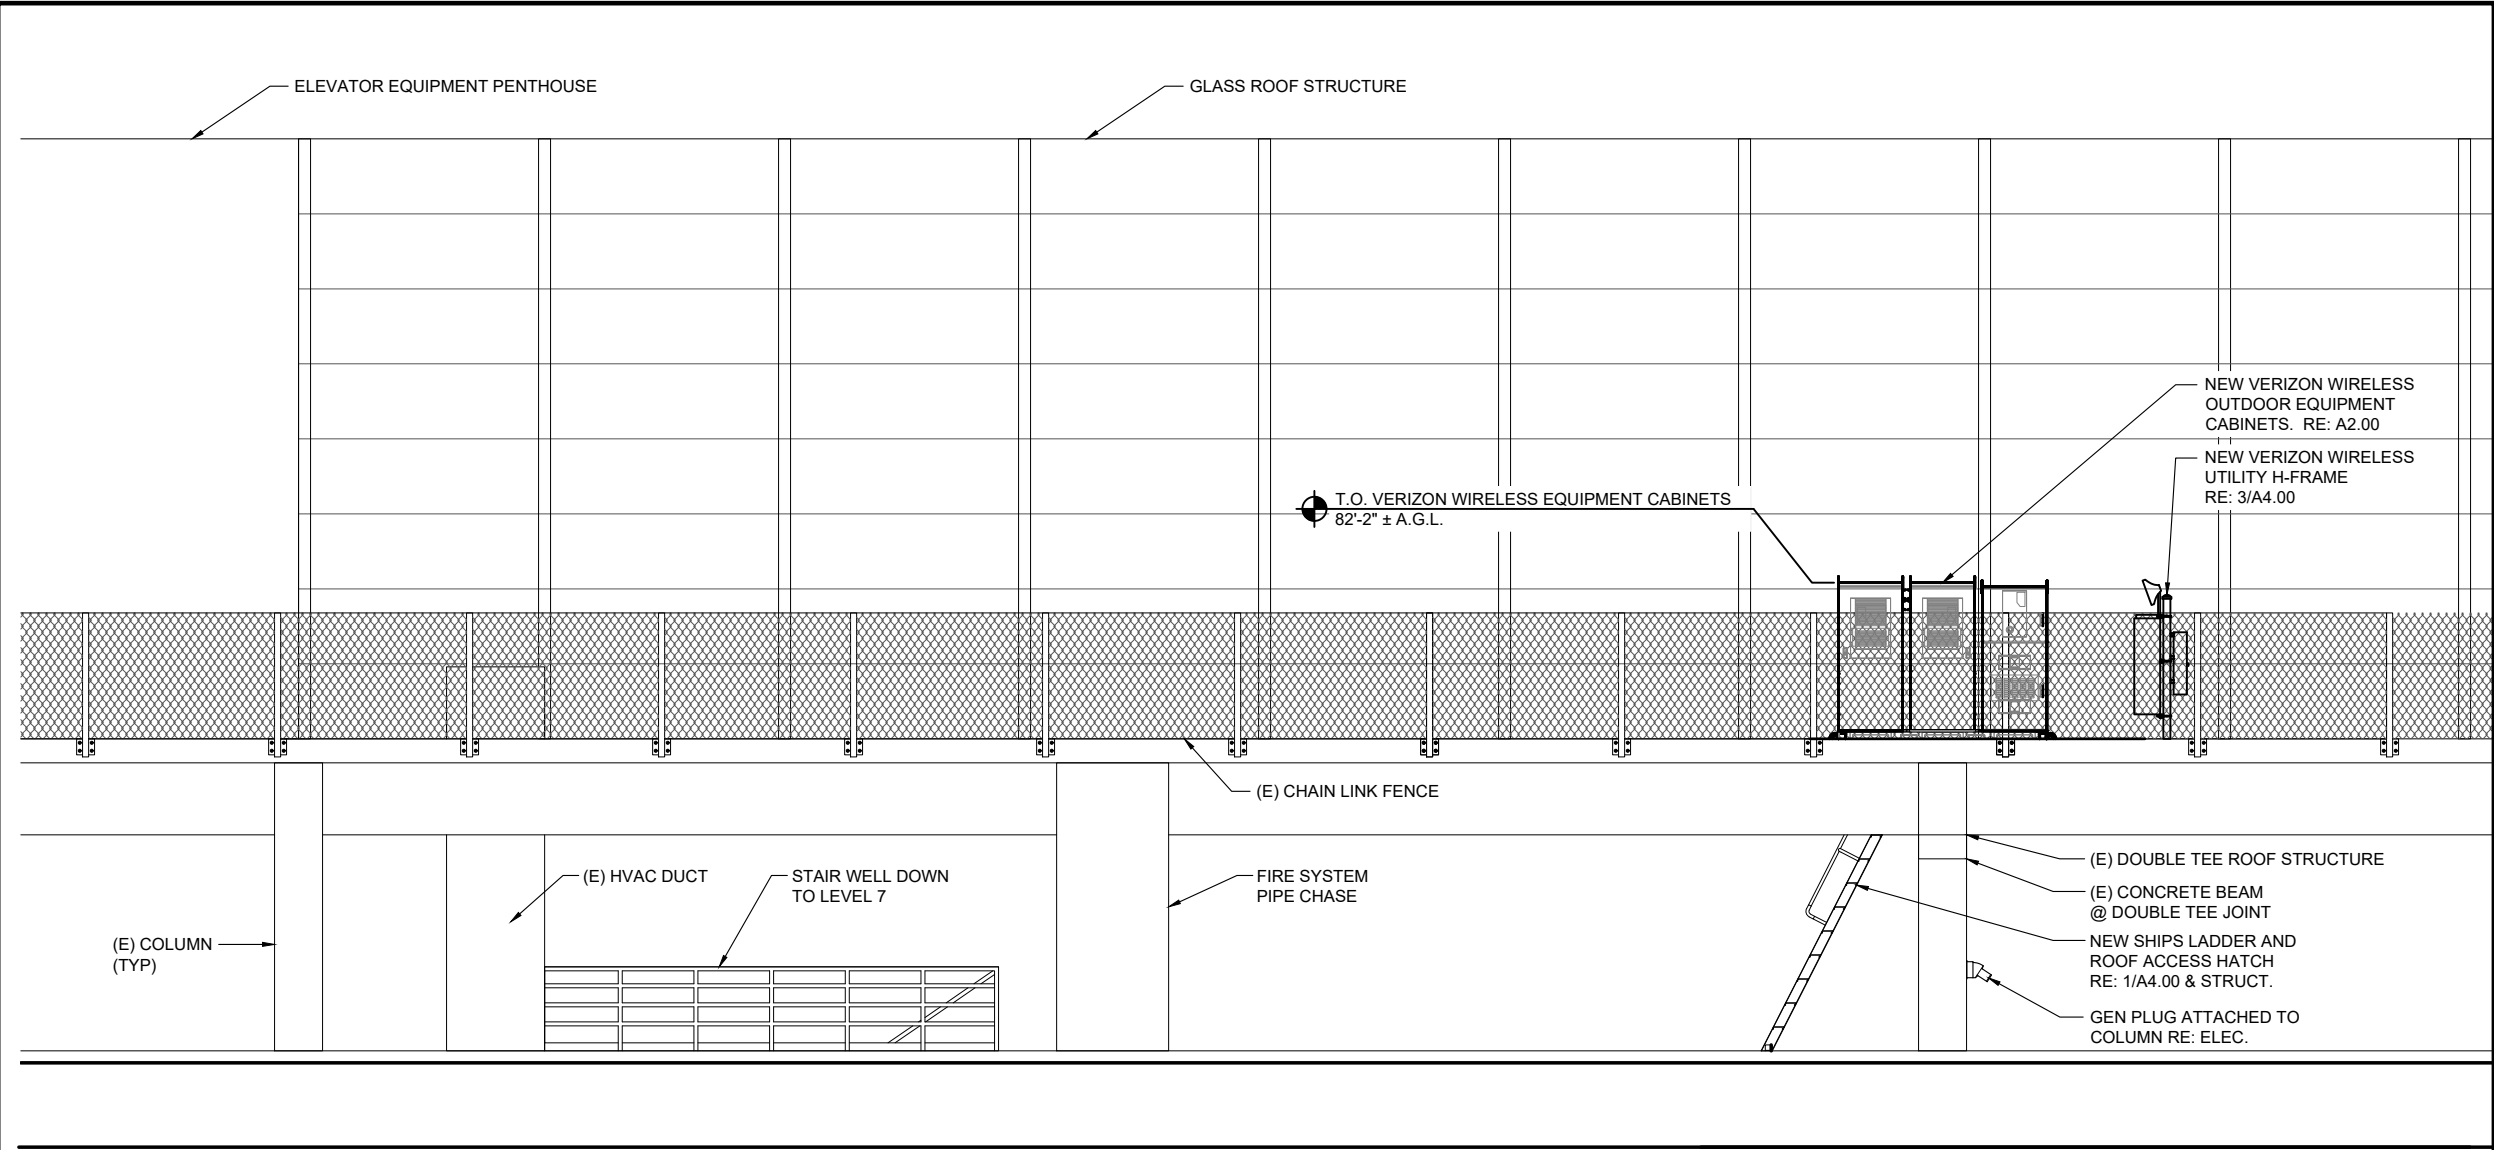 ELEVATOR EQUIPMENT PENTHOUSE
GLASS ROOF STRUCTURE
NEW VERIZON WIRELESS
OUTDOOR EQUIPMENT
CABINETS. RE: A2.00
NEW VERIZON WIRELESS
UTILITY H-FRAME
RE: 3/A4.00
T.O. VERIZON WIRELESS EQUIPMENT CABINETS
82'-2" ± A.G.L.
(E) CHAIN LINK FENCE
(E) HVAC DUCT
STAIR WELL DOWN
TO LEVEL 7
FIRE SYSTEM
PIPE CHASE
(E) COLUMN
(TYP)
(E) DOUBLE TEE ROOF STRUCTURE
(E) CONCRETE BEAM
@ DOUBLE TEE JOINT
NEW SHIPS LADDER AND
ROOF ACCESS HATCH
RE: 1/A4.00 & STRUCT.
GEN PLUG ATTACHED TO
COLUMN RE: ELEC.